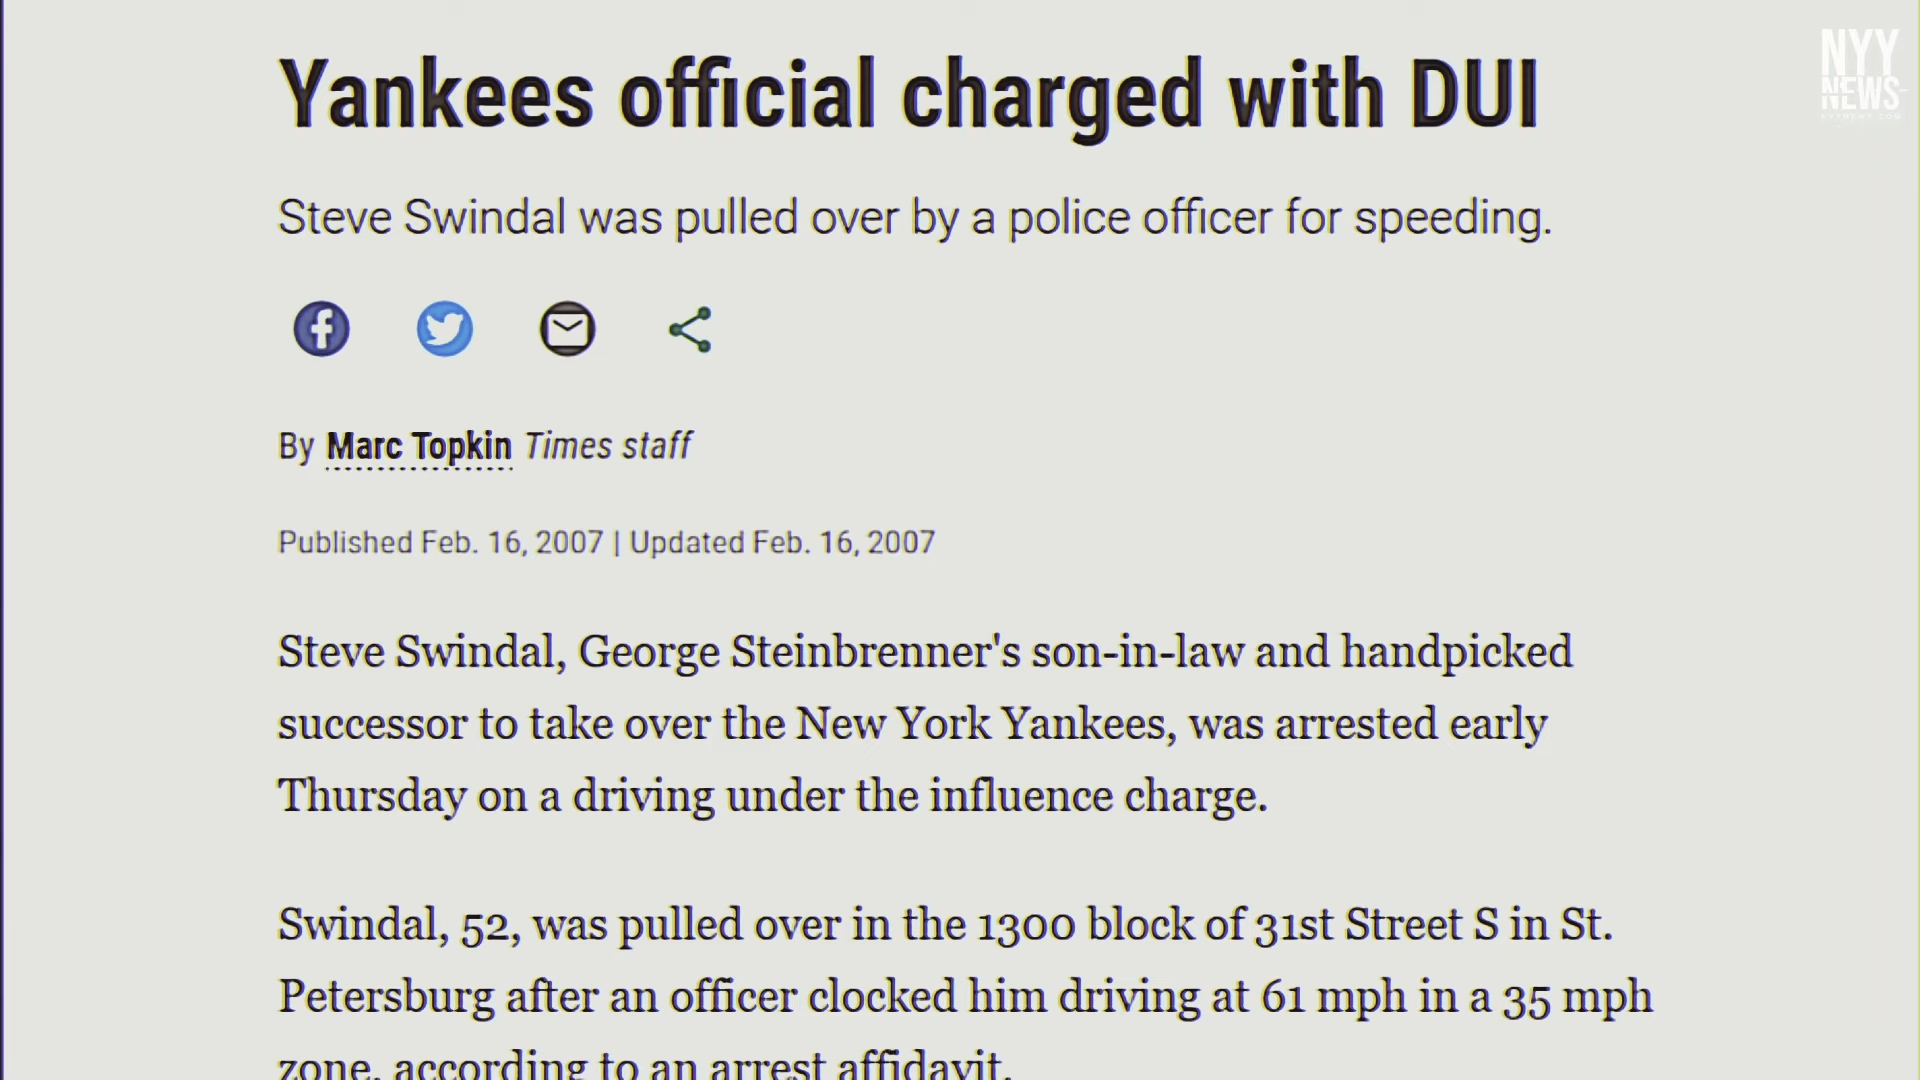 Yankees official charged with DUI
NYY
NEWS
Steve Swindal was pulled over by a police officer for speeding.
By Marc Topkin Times staff
Published Feb. 16, 2007 | Updated Feb. 16, 2007
Steve Swindal, George Steinbrenner's son-in-law and handpicked
successor to take over the New York Yankees, was arrested early
Thursday on a driving under the influence charge.
Swindal, 52, was pulled over in the 1300 block of 31st Street S in St.
Petersburg after an officer clocked him driving at 61 mph in a 35 mph
zone, according to an arrest affidavit.